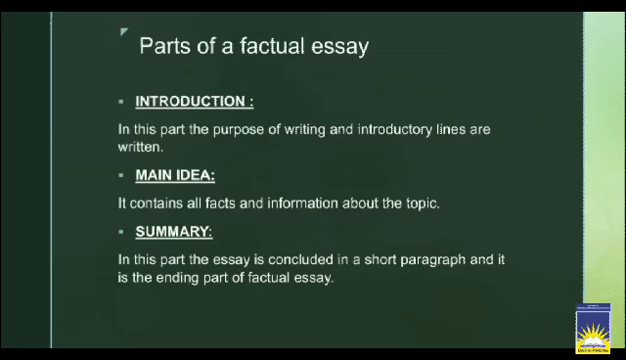 Parts of a factual essay
INTRODUCTION :
In this part the purpose of writing and introductory lines are
written.
MAIN IDEA:
It contains all facts and information about the topic.
SUMMARY:
In this part the essay is concluded in a short paragraph and it
is the ending part of factual essay.